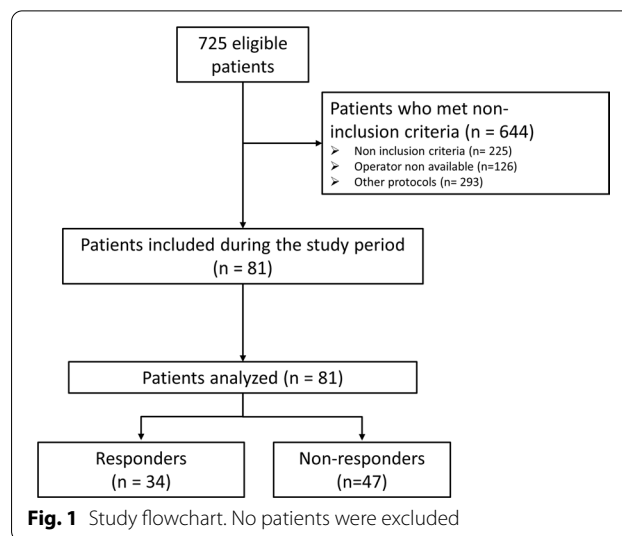 725 eligible
patients
Patients who met non-
inclusion criteria (n = 644)
➢ Non inclusion criteria (n= 225)
➢ Operator non available (n=126)
➢ Other protocols (n= 293)
Patients included during the study period
(n = 81)
Patients analyzed (n = 81)
Responders
(n = 34)
Non-responders
(n=47)
Fig. 1 Study flowchart. No patients were excluded